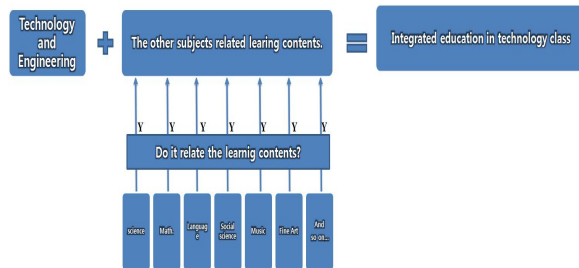 Technology
and
Engineering
The other subjects related learing contents.
Integrated education in technology class
Y Y Y Y Y Y Y
Do it relate the learnig contents?
science
Math.
Languag
e
Social
science
Music
Fine Art
And
so on...